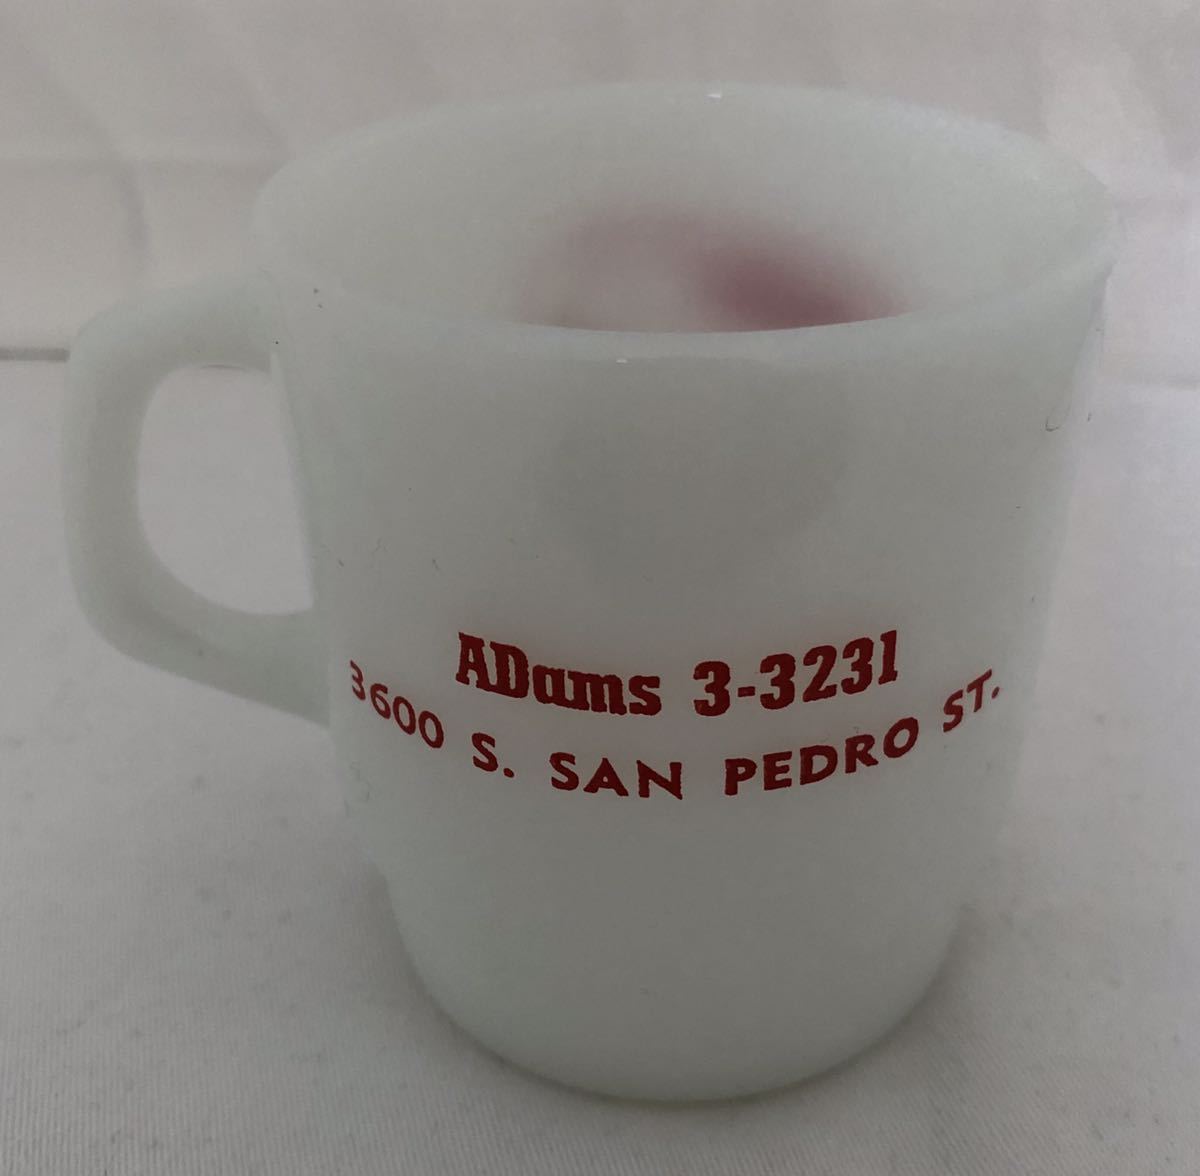 ADams 3-3231
3600 S. SAN PEDRO ST.